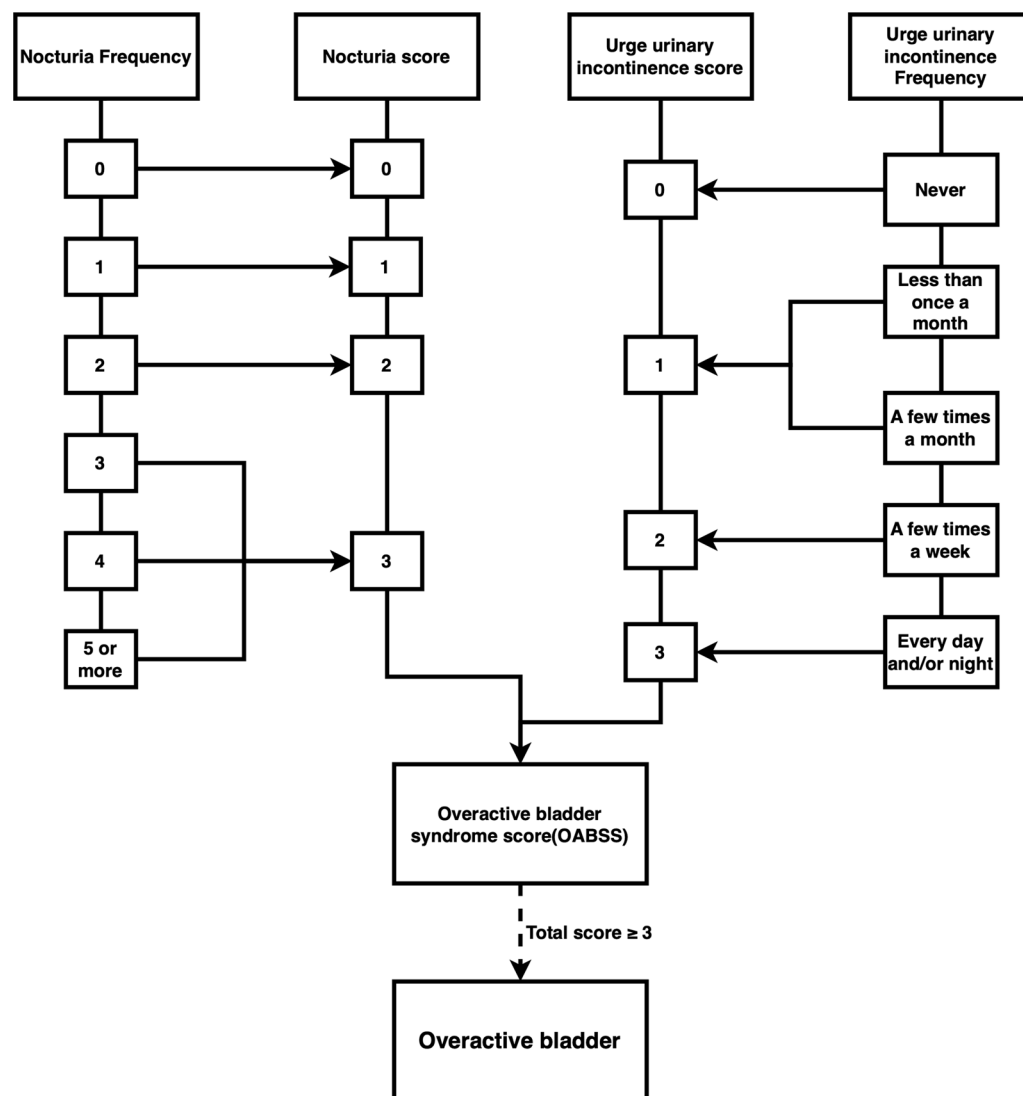 Nocturia Frequency
Nocturia score
Urge urinary
incontinence score
Urge urinary
incontinence
Frequency
0
0
0
Never
1
1
Less than
once a
month
2
2
1
A few times
a month
3
4
3
2
A few times
a week
5 or
more
3
Every day
and/or night
Overactive bladder
syndrome score(OABSS)
Total score ≥ 3
Overactive bladder